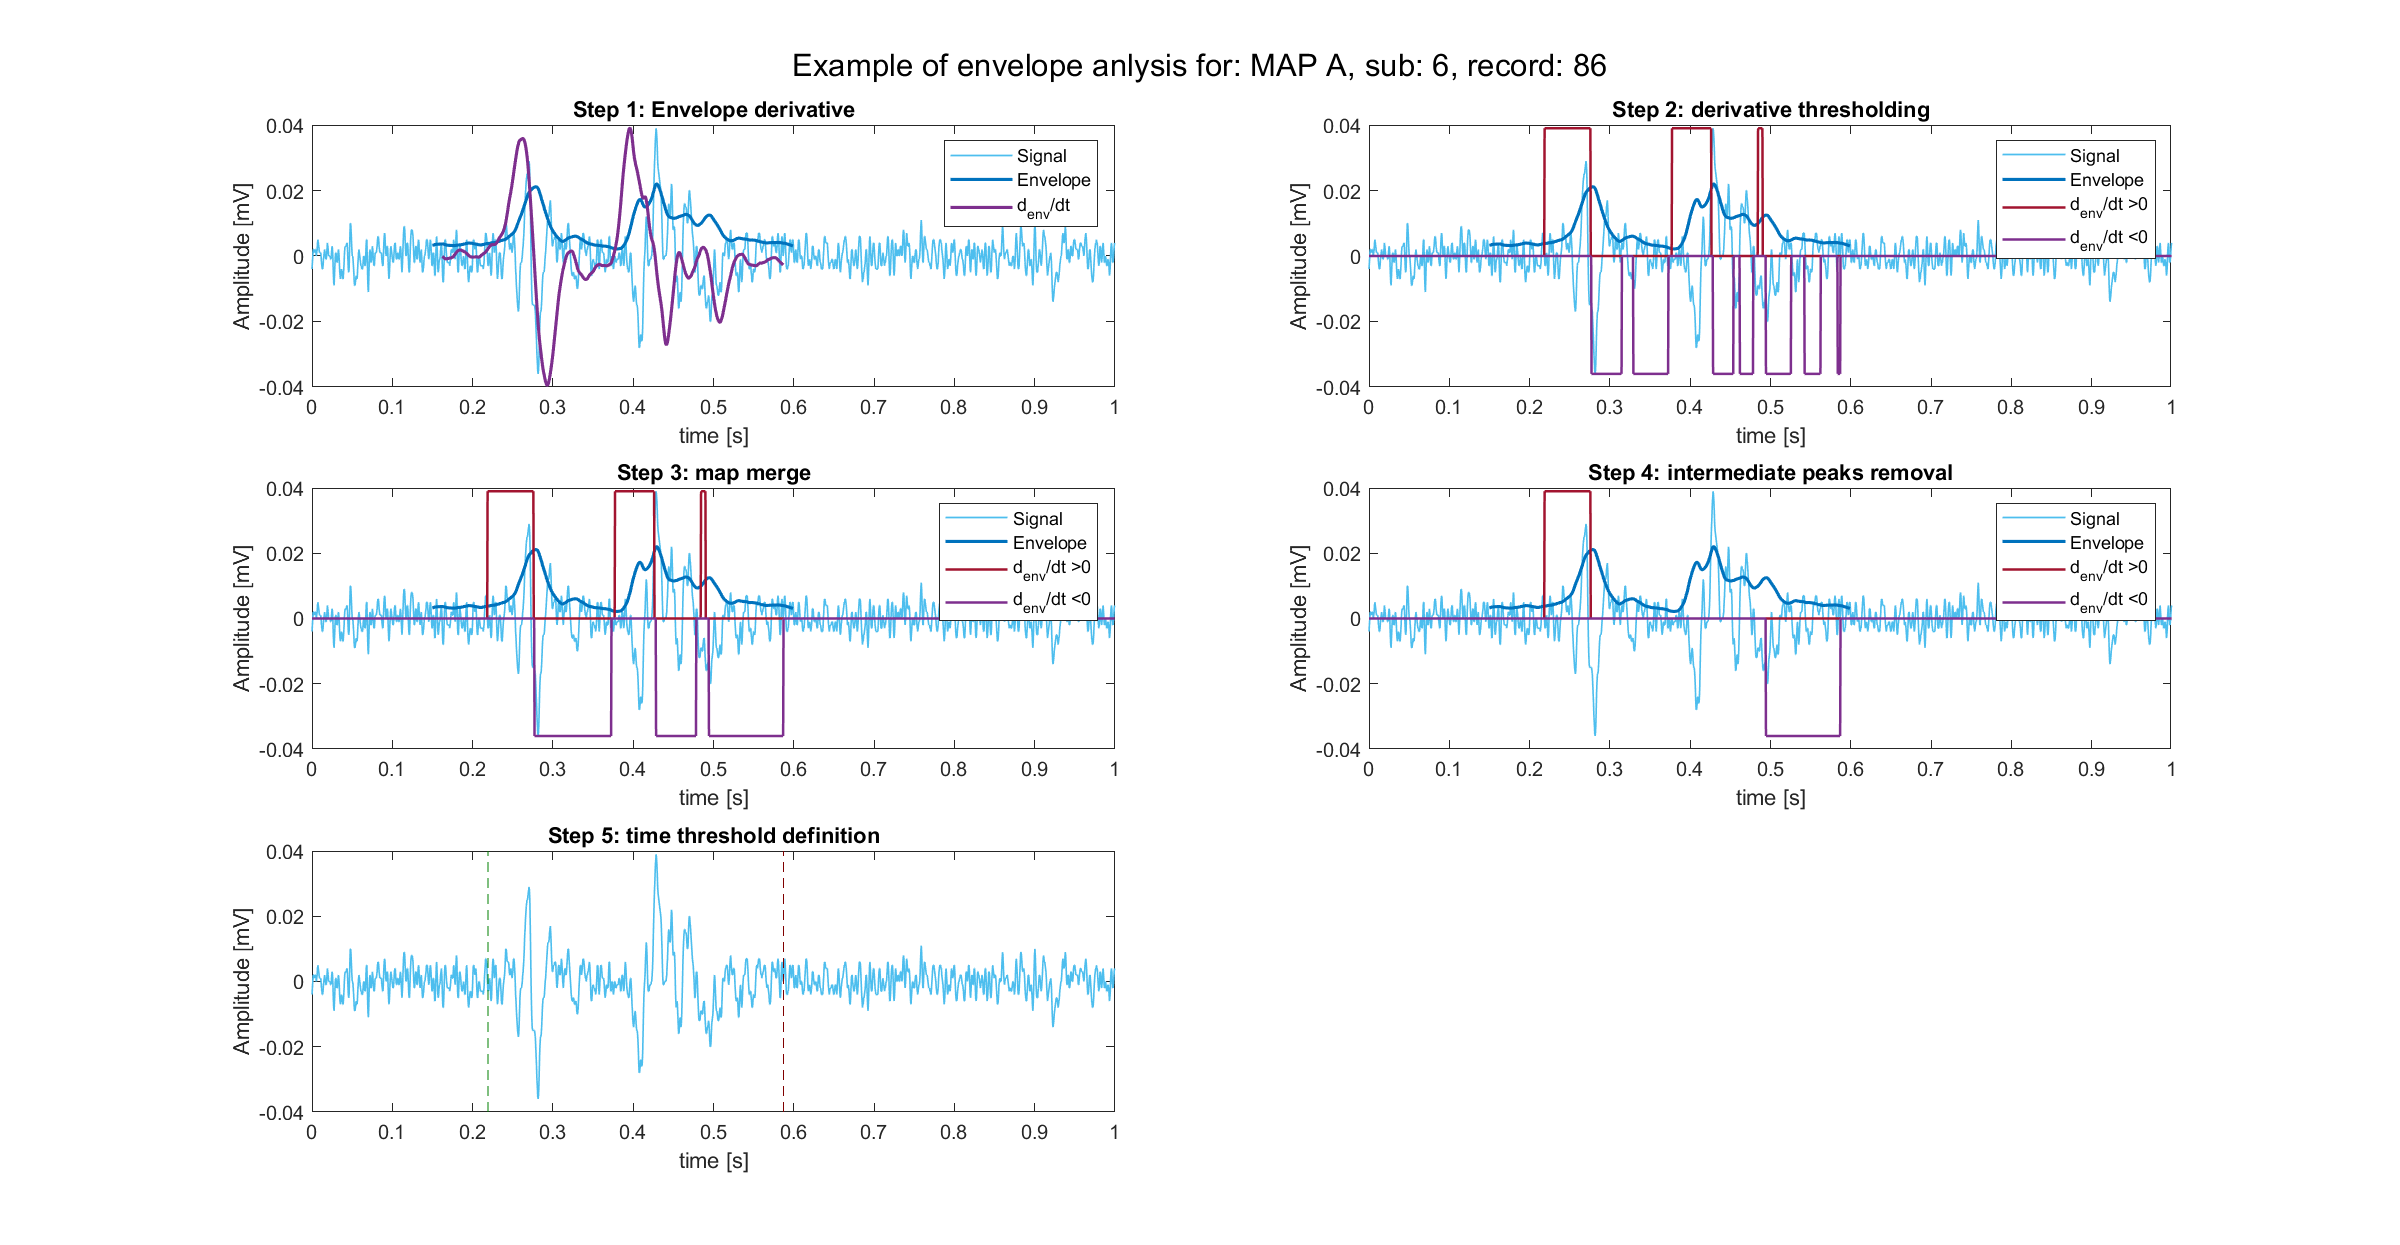 Example of envelope anlysis for: MAP A, sub: 6, record: 86
Step 1: Envelope derivative
Amplitude [mV]
0.04
0.02
0
-0.02
-0.04
0 0.1 0.2 0.3 0.4 0.5 0.6 0.7 0.8 0.9 1
time [s]
Signal
Envelope
d_env/dt
Step 2: derivative thresholding
Amplitude [mV]
0.04
0.02
0
-0.02
-0.04
0 0.1 0.2 0.3 0.4 0.5 0.6 0.7 0.8 0.9 1
time [s]
Signal
Envelope
d_env/dt >0
d_env/dt <0
Step 3: map merge
Amplitude [mV]
0.04
0.02
0
-0.02
-0.04
0 0.1 0.2 0.3 0.4 0.5 0.6 0.7 0.8 0.9 1
time [s]
Signal
Envelope
d_env/dt >0
d_env/dt <0
Step 4: intermediate peaks removal
Amplitude [mV]
0.04
0.02
0
-0.02
-0.04
0 0.1 0.2 0.3 0.4 0.5 0.6 0.7 0.8 0.9 1
time [s]
Signal
Envelope
d_env/dt >0
d_env/dt <0
Step 5: time threshold definition
Amplitude [mV]
0.04
0.02
0
-0.02
-0.04
0 0.1 0.2 0.3 0.4 0.5 0.6 0.7 0.8 0.9 1
time [s]